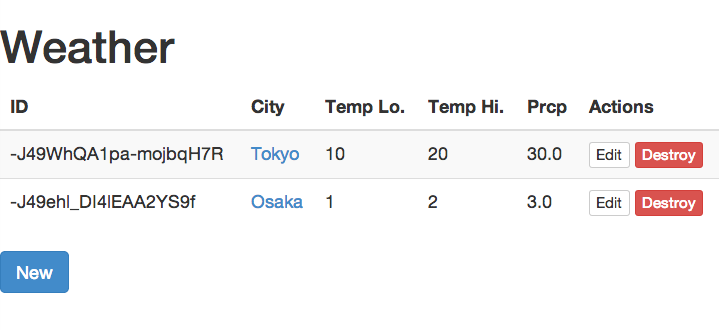 Weather
ID City Temp Lo. Temp Hi. Prcp Actions
-J49WhQA1pa-mojbqH7R Tokyo 10 20 30.0 Edit Destroy
-J49ehl_DI4lEAA2YS9f Osaka 1 2 3.0 Edit Destroy
New